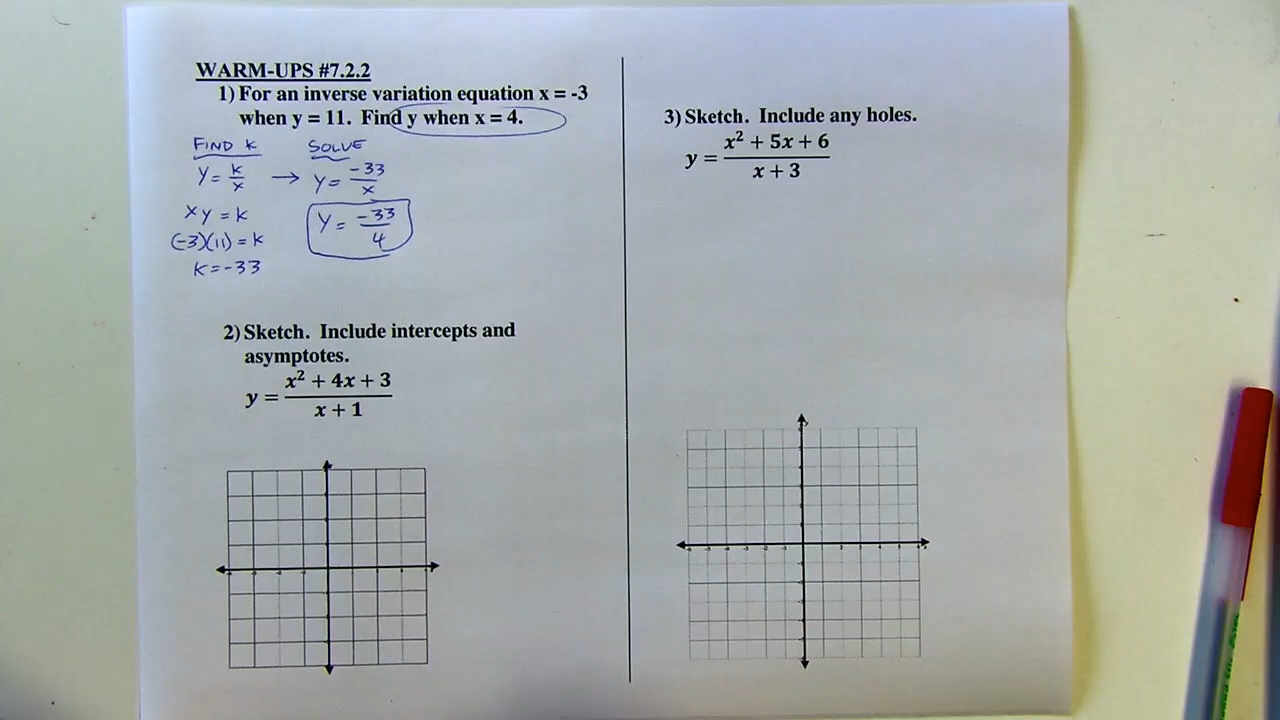 WARM-UPS #7.2.2
1) For an inverse variation equation x = -3
when y = 11. Find y when x = 4.
FIND K
y = k/x
xy = k
(-3)(11) = k
k = -33
→
SOLVE
y = -33/x
y = -33/4
2) Sketch. Include intercepts and
asymptotes.
y = (x² + 4x + 3)/(x + 1)
3) Sketch. Include any holes.
y = (x² + 5x + 6)/(x + 3)